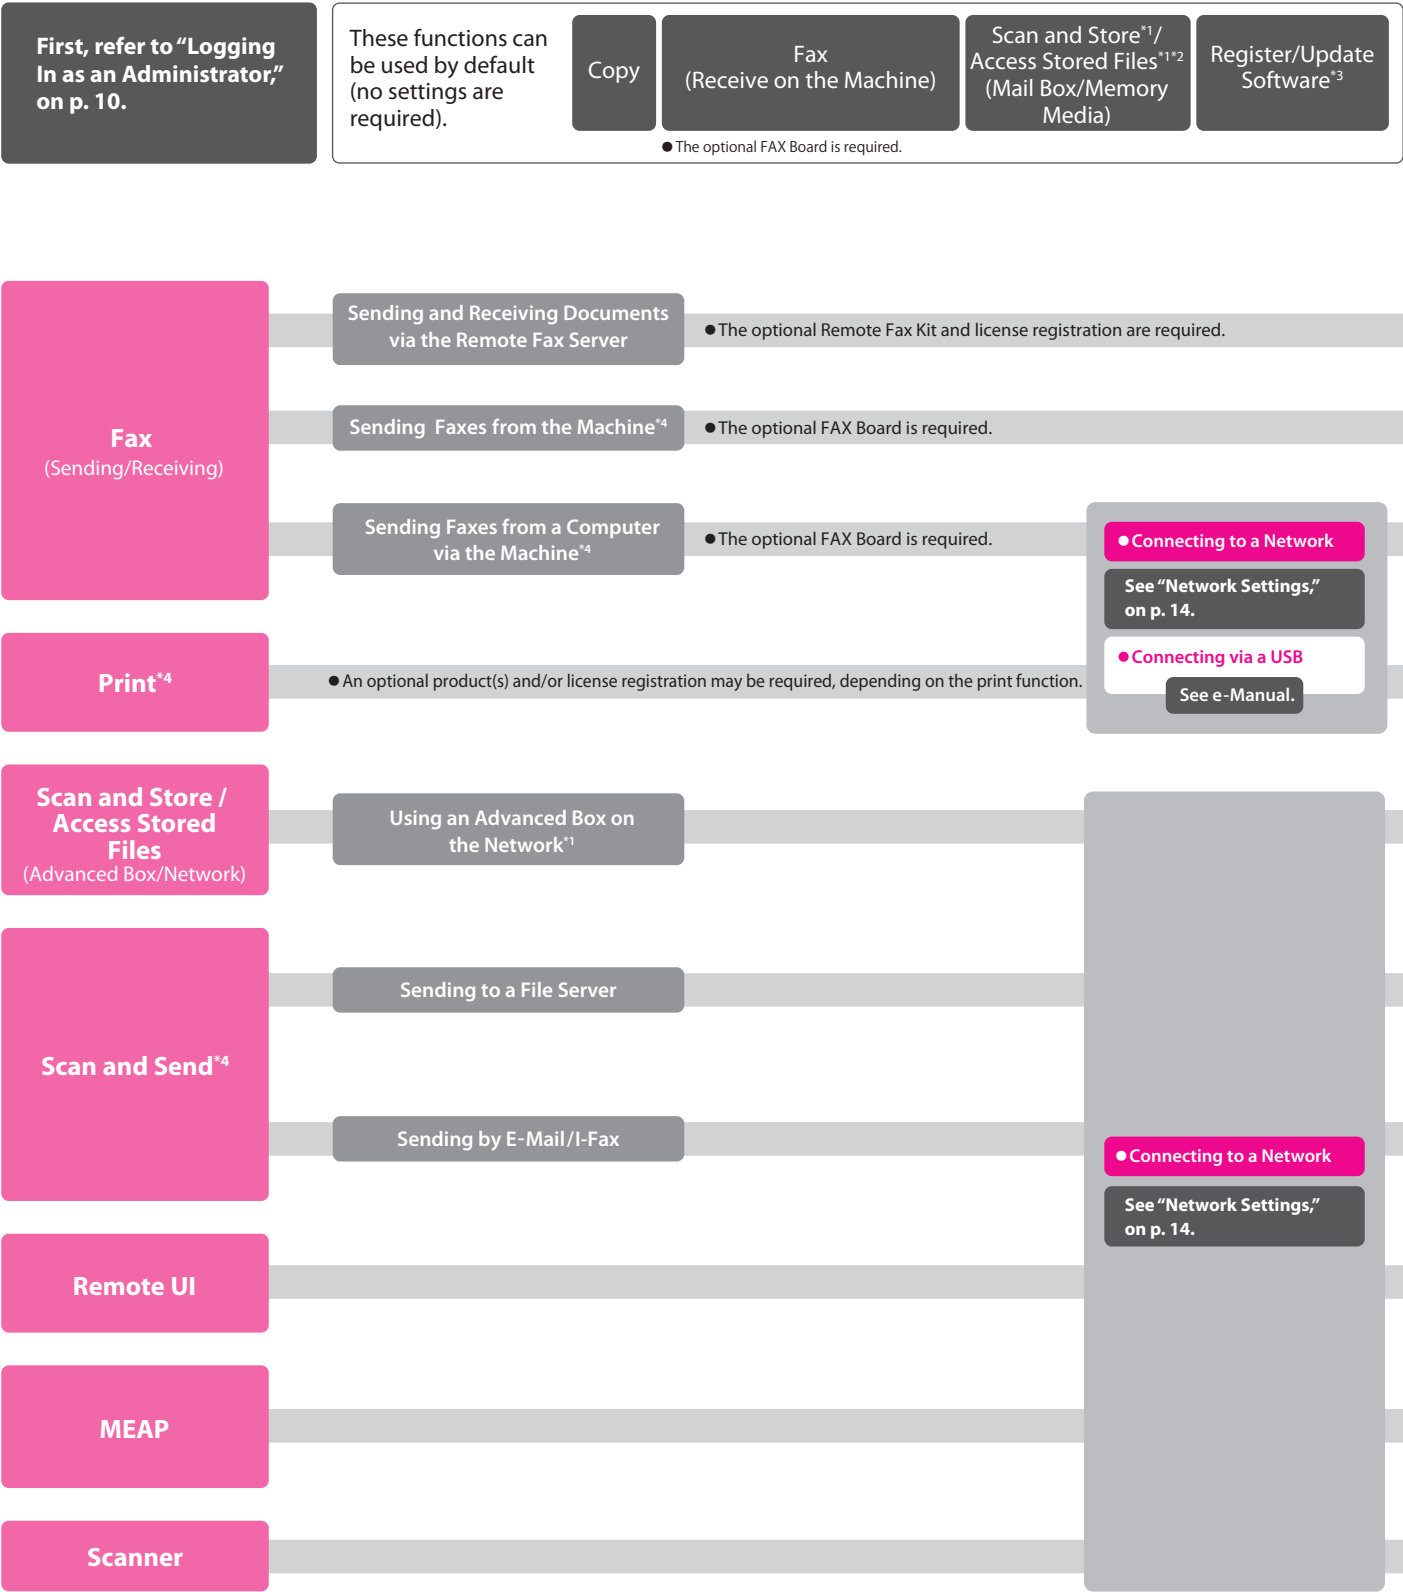 First, refer to “Logging
In as an Administrator,”
on p. 10.
These functions can
be used by default
(no settings are
required).
Copy
Fax
(Receive on the Machine)
Scan and Store*1/
Access Stored Files*1*2
(Mail Box/Memory
Media)
Register/Update
Software*3
● The optional FAX Board is required.
Fax
(Sending/Receiving)
Sending and Receiving Documents
via the Remote Fax Server
● The optional Remote Fax Kit and license registration are required.
Sending Faxes from the Machine*4
● The optional FAX Board is required.
Sending Faxes from a Computer
via the Machine*4
● The optional FAX Board is required.
● Connecting to a Network
See “Network Settings,”
on p. 14.
● Connecting via a USB
See e-Manual.
Print*4
● An optional product(s) and/or license registration may be required, depending on the print function.
Scan and Store /
Access Stored
Files
(Advanced Box/Network)
Using an Advanced Box on
the Network*1
Scan and Send*4
Sending to a File Server
Sending by E-Mail/I-Fax
● Connecting to a Network
See “Network Settings,”
on p. 14.
Remote UI
MEAP
Scanner